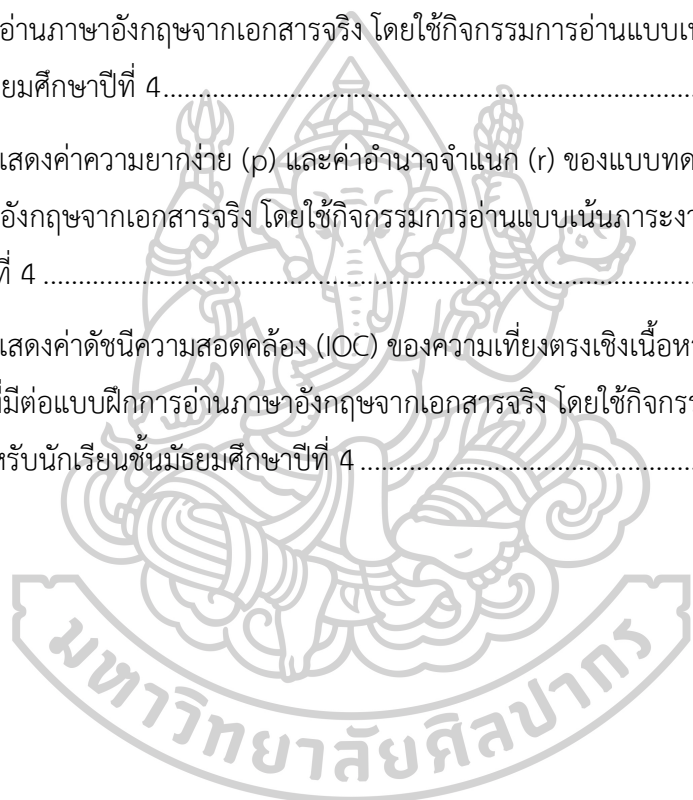 อ่านภาษาอังกฤษจากเอกสารจริง โดยใช้กิจกรรมการอ่านแบบเ
ยมศึกษาปีที่ 4
แสดงค่าความยากง่าย (p) และค่าอำนาจจำแนก (r) ของแบบทด
อังกฤษจากเอกสารจริง โดยใช้กิจกรรมการอ่านแบบเน้นภาระง
ที่ 4
แสดงค่าดัชนีความสอดคล้อง (IOC) ของความเที่ยงตรงเชิงเนื้อห
ที่มีต่อแบบฝึกการอ่านภาษาอังกฤษจากเอกสารจริง โดยใช้กิจกร
หรับนักเรียนชั้นมัธยมศึกษาปีที่ 4
มหาวิทยาลัยศิลปากร